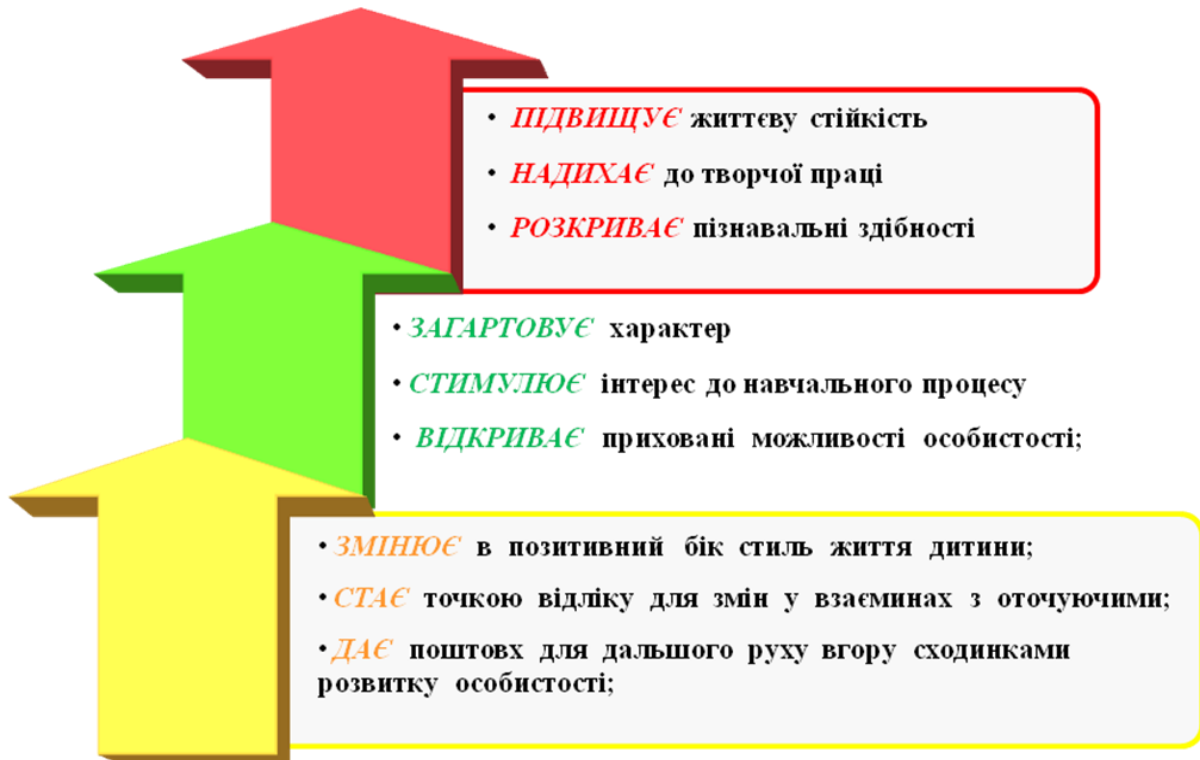 • ПІДВИЩУЄ життєву стійкість
• НАДИХАЄ до творчої праці
• РОЗКРИВАЄ пізнавальні здібності
• ЗАГАРТОВУЄ характер
• СТИМУЛЮЄ інтерес до навчального процесу
• ВІДКРИВАЄ приховані можливості особистості;
• ЗМІНЮЄ в позитивний бік стиль життя дитини;
• СТАЄ точкою відліку для змін у взаєминах з оточуючими;
• ДАЄ поштовх для дальшого руху вгору сходинками
розвитку особистості;